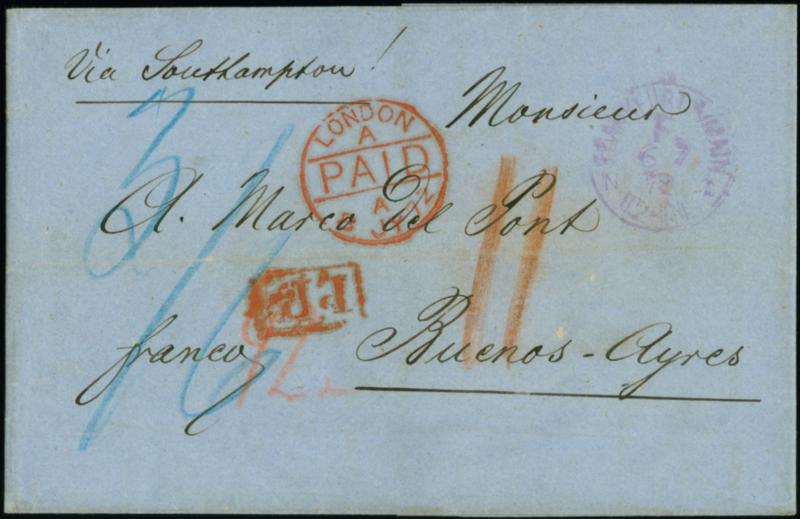 Via Southampton!
Monsieur
A. Marco Del Pont
franco
Buenos-Ayres
LONDON
A
PAID
P.P.